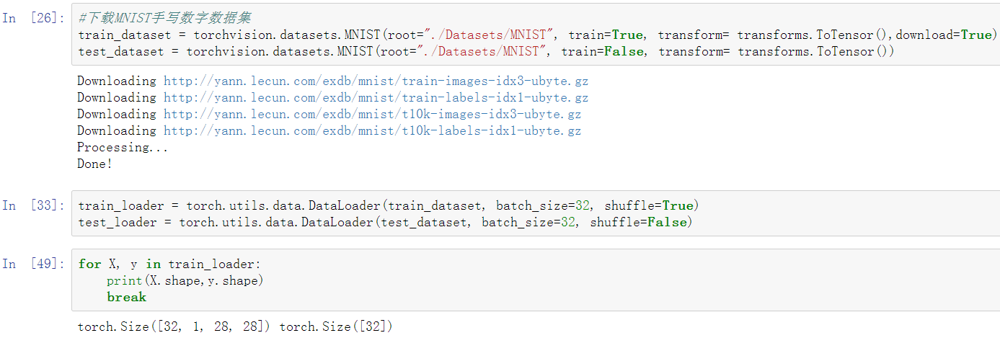 In [26]: #下载MNIST手写数字数据集
train_dataset = torchvision.datasets.MNIST(root="./Datasets/MNIST", train=True, transform= transforms.ToTensor(),download=True)
test_dataset = torchvision.datasets.MNIST(root="./Datasets/MNIST", train=False, transform= transforms.ToTensor())
Downloading http://yann.lecun.com/exdb/mnist/train-images-idx3-ubyte.gz
Downloading http://yann.lecun.com/exdb/mnist/train-labels-idx1-ubyte.gz
Downloading http://yann.lecun.com/exdb/mnist/t10k-images-idx3-ubyte.gz
Downloading http://yann.lecun.com/exdb/mnist/t10k-labels-idx1-ubyte.gz
Processing...
Done!
In [33]: train_loader = torch.utils.data.DataLoader(train_dataset, batch_size=32, shuffle=True)
test_loader = torch.utils.data.DataLoader(test_dataset, batch_size=32, shuffle=False)
In [49]: for X, y in train_loader:
    print(X.shape,y.shape)
    break
torch.Size([32, 1, 28, 28]) torch.Size([32])